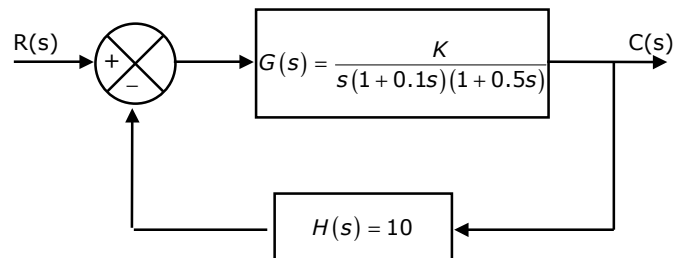 R(s)
C(s)
+
−
G(s) = K / s(1+0.1s)(1+0.5s)
H(s) = 10